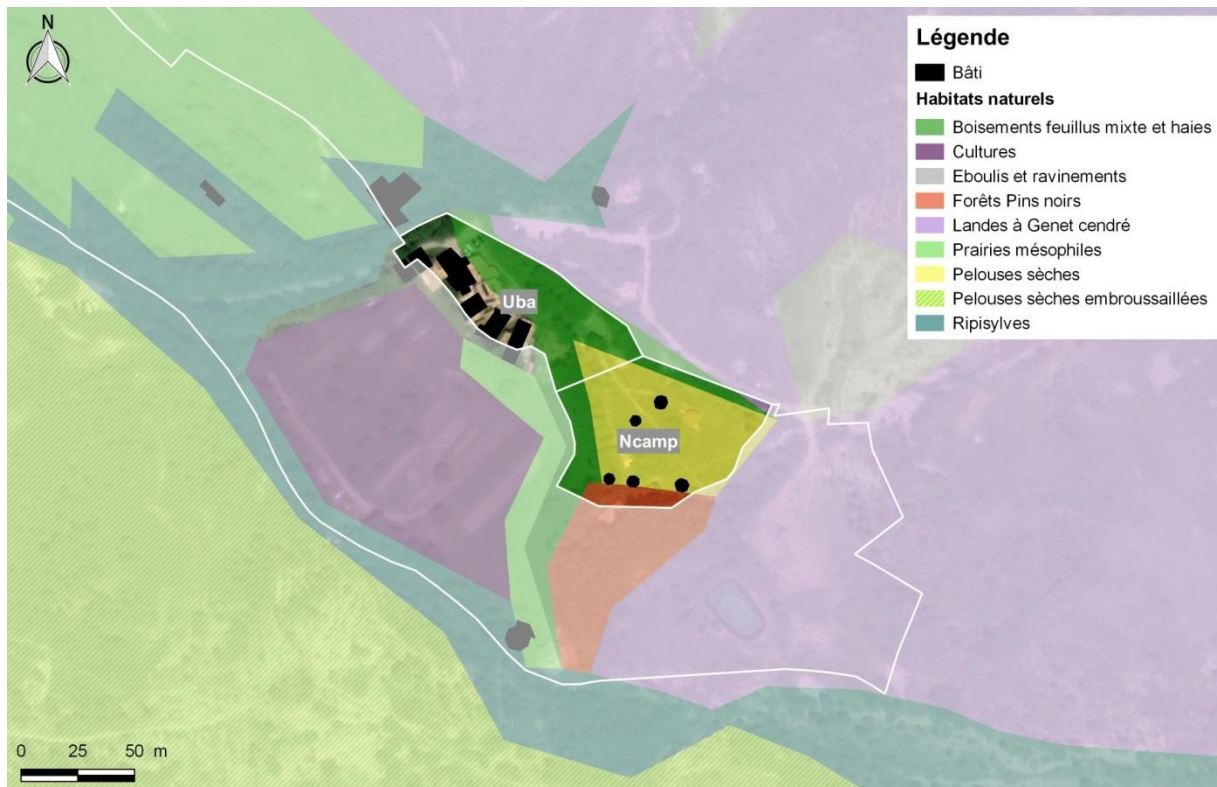 N
Légende
Bâti
Habitats naturels
Boisements feuillus mixte et haies
Cultures
Eboulis et ravinements
Forêts Pins noirs
Landes à Genet cendré
Prairies mésophiles
Pelouses sèches
Pelouses sèches embroussaillées
Ripisylves
Uba
Ncamp
0 25 50 m